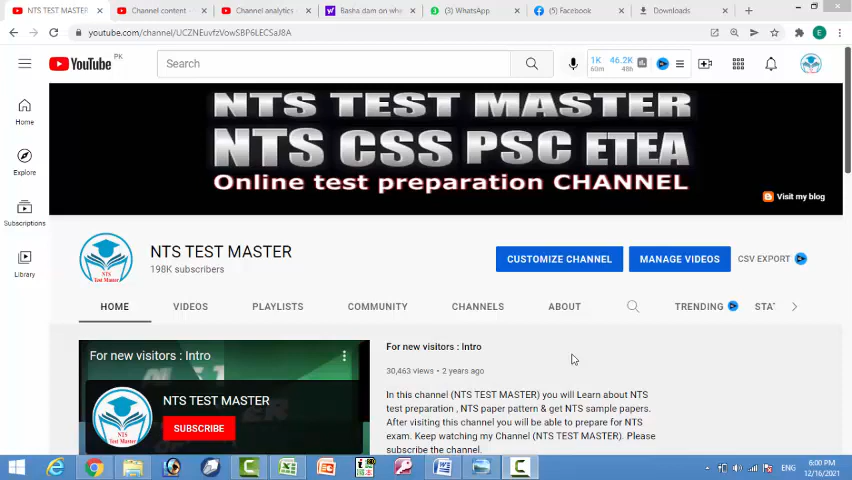 NTS TEST MASTER
Channel content -
Channel analytics
Basha dam on whe
(3) WhatsApp
(5) Facebook
Downloads
youtube.com/channel/UCZNEuvfzVowSBP6LECSaJ8A
YouTube PK
Search
1K 46.2K
60m 48h
Home
Explore
Subscriptions
Library
NTS TEST MASTER
NTS CSS PSC ETEA
Online test preparation CHANNEL
Visit my blog
NTS TEST MASTER
198K subscribers
CUSTOMIZE CHANNEL
MANAGE VIDEOS
CSV EXPORT
HOME
VIDEOS
PLAYLISTS
COMMUNITY
CHANNELS
ABOUT
TRENDING
STAT
For new visitors : Intro
NTS TEST MASTER
SUBSCRIBE
For new visitors : Intro
30,463 views • 2 years ago
In this channel (NTS TEST MASTER) you will Learn about NTS
test preparation , NTS paper pattern & get NTS sample papers.
After visiting this channel you will be able to prepare for NTS
exam. Keep watching my Channel (NTS TEST MASTER). Please
subscribe the channel.
ENG
6:00 PM
12/16/2021